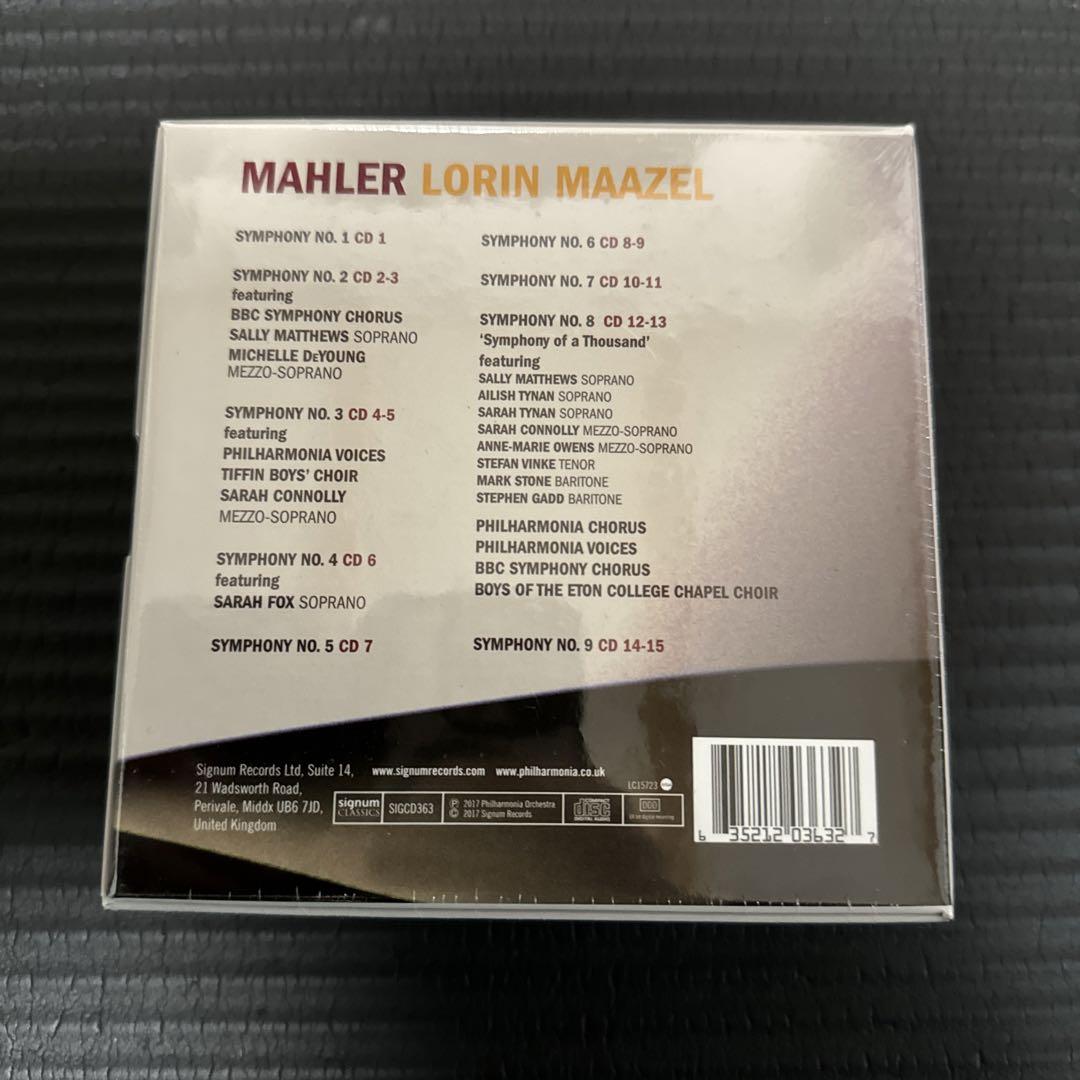 MAHLER LORIN MAAZEL
SYMPHONY NO. 1 CD 1
SYMPHONY NO. 2 CD 2-3
featuring
BBC SYMPHONY CHORUS
SALLY MATTHEWS SOPRANO
MICHELLE DEYOUNG
MEZZO-SOPRANO
SYMPHONY NO. 3 CD 4-5
featuring
PHILHARMONIA VOICES
TIFFIN BOYS' CHOIR
SARAH CONNOLLY
MEZZO-SOPRANO
SYMPHONY NO. 4 CD 6
featuring
SARAH FOX SOPRANO
SYMPHONY NO. 5 CD 7
SYMPHONY NO. 6 CD 8-9
SYMPHONY NO. 7 CD 10-11
SYMPHONY NO. 8 CD 12-13
'Symphony of a Thousand'
featuring
SALLY MATTHEWS SOPRANO
AILISH TYNAN SOPRANO
SARAH TYNAN SOPRANO
SARAH CONNOLLY MEZZO-SOPRANO
ANNE-MARIE OWENS MEZZO-SOPRANO
STEFAN VINKE TENOR
MARK STONE BARITONE
STEPHEN GADD BARITONE
PHILHARMONIA CHORUS
PHILHARMONIA VOICES
BBC SYMPHONY CHORUS
BOYS OF THE ETON COLLEGE CHAPEL CHOIR
SYMPHONY NO. 9 CD 14-15
Signum Records Ltd, Suite 14,
21 Wadsworth Road,
Perivale, Middx UB6 7JD,
United Kingdom
www.signumrecords.com www.philharmonia.co.uk
LC15723
signum
CLASSICS
SIGCD363
℗ 2017 Philharmonia Orchestra
© 2017 Signum Records
COMPACT
disc
DIGITAL AUDIO
DDD
6 35212 03632 7